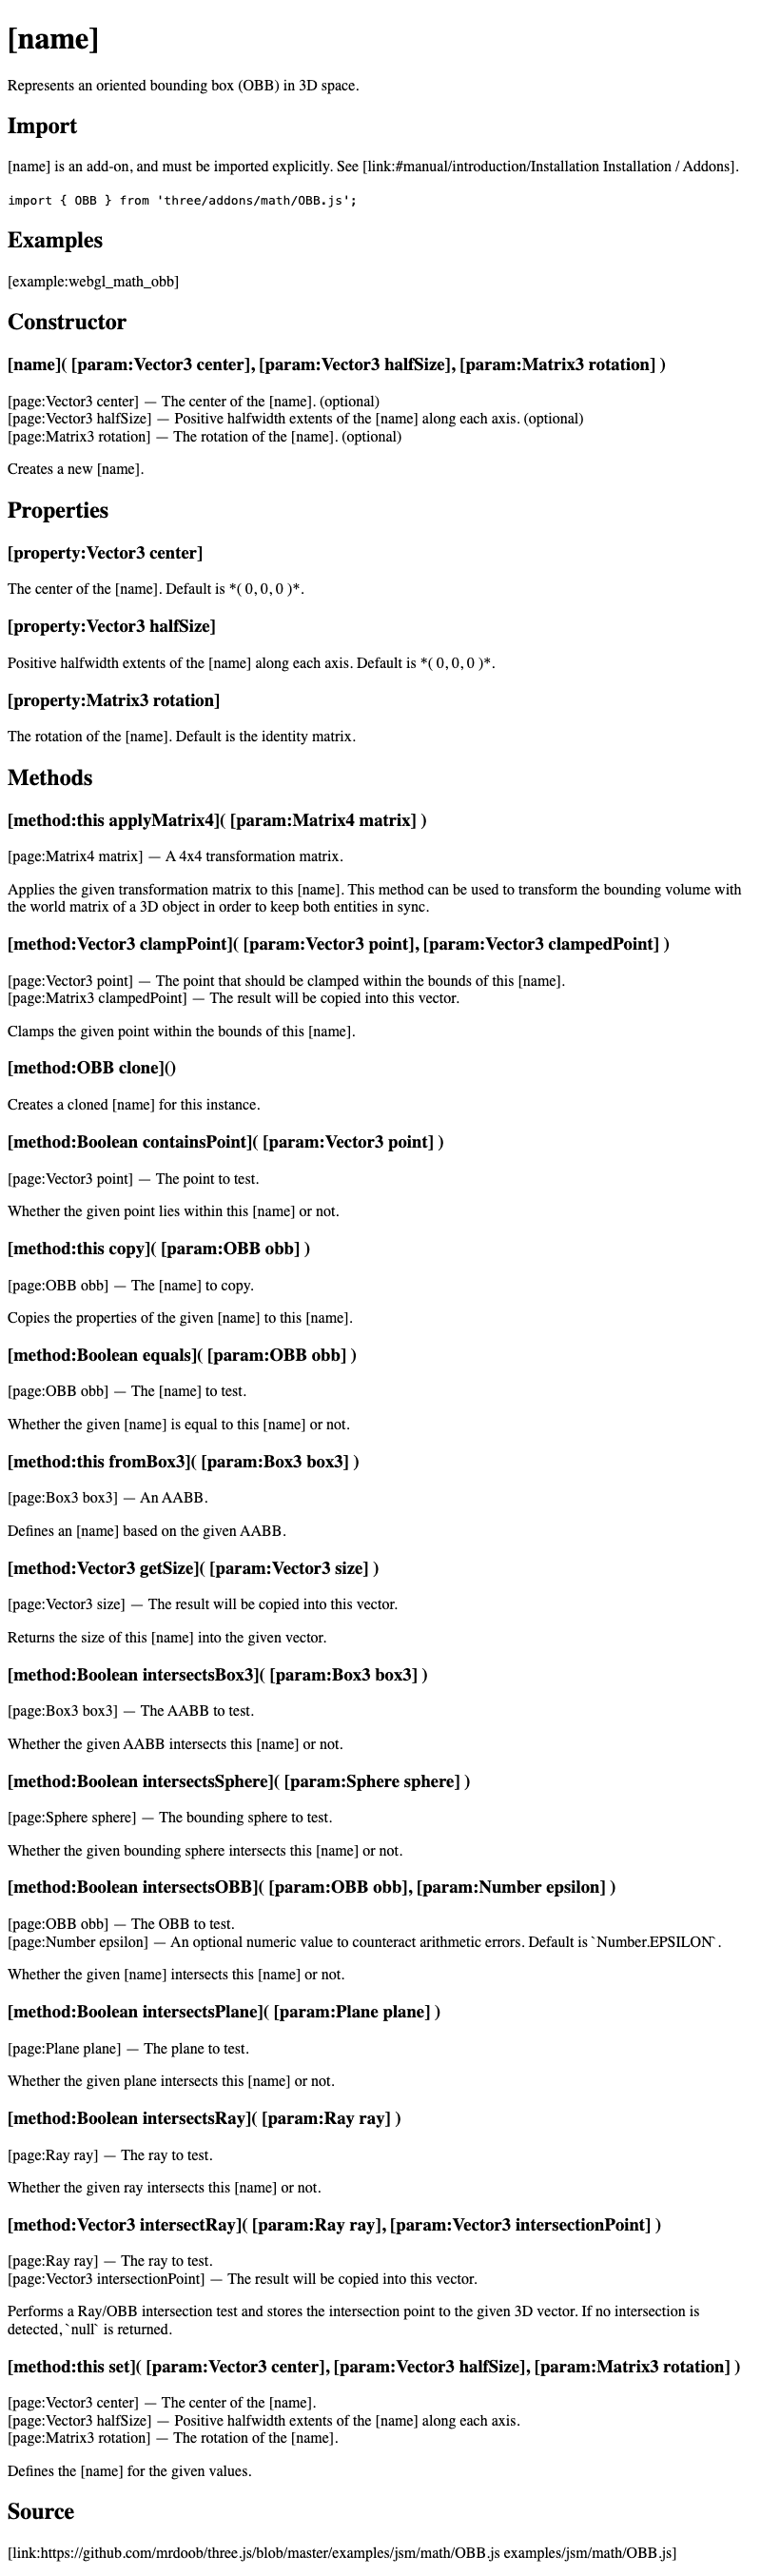 [name]
Represents an oriented bounding box (OBB) in 3D space.
Import
[name] is an add-on, and must be imported explicitly. See [link:#manual/introduction/Installation Installation / Addons].
import { OBB } from 'three/addons/math/OBB.js';
Examples
[example:webgl_math_obb]
Constructor
[name]( [param:Vector3 center], [param:Vector3 halfSize], [param:Matrix3 rotation] )
[page:Vector3 center] — The center of the [name]. (optional)
[page:Vector3 halfSize] — Positive halfwidth extents of the [name] along each axis. (optional)
[page:Matrix3 rotation] — The rotation of the [name]. (optional)
Creates a new [name].
Properties
[property:Vector3 center]
The center of the [name]. Default is *( 0, 0, 0 )*.
[property:Vector3 halfSize]
Positive halfwidth extents of the [name] along each axis. Default is *( 0, 0, 0 )*.
[property:Matrix3 rotation]
The rotation of the [name]. Default is the identity matrix.
Methods
[method:this applyMatrix4]( [param:Matrix4 matrix] )
[page:Matrix4 matrix] — A 4x4 transformation matrix.
Applies the given transformation matrix to this [name]. This method can be used to transform the bounding volume with
the world matrix of a 3D object in order to keep both entities in sync.
[method:Vector3 clampPoint]( [param:Vector3 point], [param:Vector3 clampedPoint] )
[page:Vector3 point] — The point that should be clamped within the bounds of this [name].
[page:Matrix3 clampedPoint] — The result will be copied into this vector.
Clamps the given point within the bounds of this [name].
[method:OBB clone]()
Creates a cloned [name] for this instance.
[method:Boolean containsPoint]( [param:Vector3 point] )
[page:Vector3 point] — The point to test.
Whether the given point lies within this [name] or not.
[method:this copy]( [param:OBB obb] )
[page:OBB obb] — The [name] to copy.
Copies the properties of the given [name] to this [name].
[method:Boolean equals]( [param:OBB obb] )
[page:OBB obb] — The [name] to test.
Whether the given [name] is equal to this [name] or not.
[method:this fromBox3]( [param:Box3 box3] )
[page:Box3 box3] — An AABB.
Defines an [name] based on the given AABB.
[method:Vector3 getSize]( [param:Vector3 size] )
[page:Vector3 size] — The result will be copied into this vector.
Returns the size of this [name] into the given vector.
[method:Boolean intersectsBox3]( [param:Box3 box3] )
[page:Box3 box3] — The AABB to test.
Whether the given AABB intersects this [name] or not.
[method:Boolean intersectsSphere]( [param:Sphere sphere] )
[page:Sphere sphere] — The bounding sphere to test.
Whether the given bounding sphere intersects this [name] or not.
[method:Boolean intersectsOBB]( [param:OBB obb], [param:Number epsilon] )
[page:OBB obb] — The OBB to test.
[page:Number epsilon] — An optional numeric value to counteract arithmetic errors. Default is `Number.EPSILON`.
Whether the given [name] intersects this [name] or not.
[method:Boolean intersectsPlane]( [param:Plane plane] )
[page:Plane plane] — The plane to test.
Whether the given plane intersects this [name] or not.
[method:Boolean intersectsRay]( [param:Ray ray] )
[page:Ray ray] — The ray to test.
Whether the given ray intersects this [name] or not.
[method:Vector3 intersectRay]( [param:Ray ray], [param:Vector3 intersectionPoint] )
[page:Ray ray] — The ray to test.
[page:Vector3 intersectionPoint] — The result will be copied into this vector.
Performs a Ray/OBB intersection test and stores the intersection point to the given 3D vector. If no intersection is
detected, `null` is returned.
[method:this set]( [param:Vector3 center], [param:Vector3 halfSize], [param:Matrix3 rotation] )
[page:Vector3 center] — The center of the [name].
[page:Vector3 halfSize] — Positive halfwidth extents of the [name] along each axis.
[page:Matrix3 rotation] — The rotation of the [name].
Defines the [name] for the given values.
Source
[link:https://github.com/mrdoob/three.js/blob/master/examples/jsm/math/OBB.js examples/jsm/math/OBB.js]